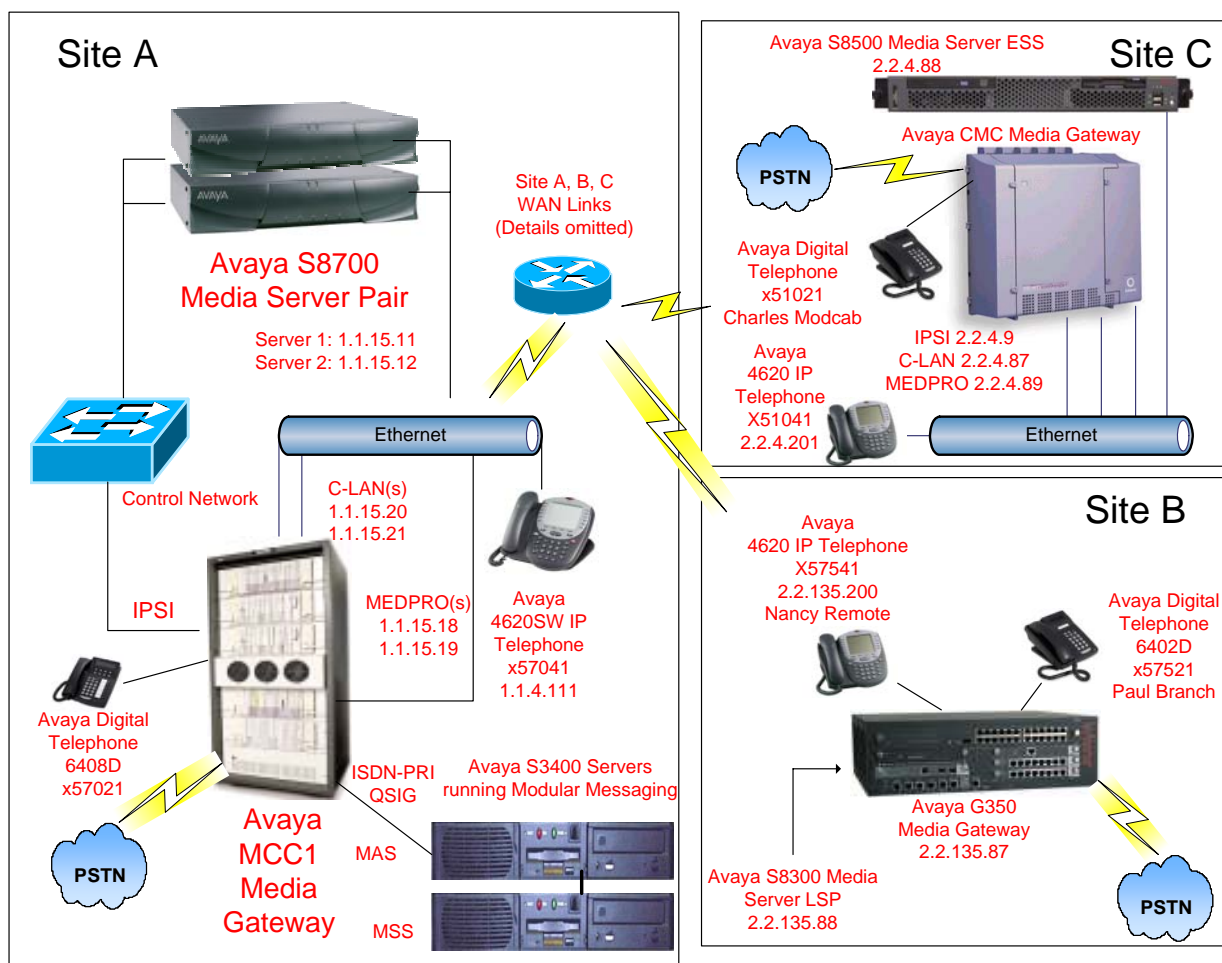 Site A
AVAYA
AVAYA
Avaya S8700
Media Server Pair
Server 1: 1.1.15.11
Server 2: 1.1.15.12
Site A, B, C
WAN Links
(Details omitted)
Ethernet
Control Network
C-LAN(s)
1.1.15.20
1.1.15.21
IPSI
MEDPRO(s)
1.1.15.18
1.1.15.19
Avaya
4620SW IP
Telephone
x57041
1.1.4.111
Avaya Digital
Telephone
6408D
x57021
PSTN
Avaya
MCC1
Media
Gateway
ISDN-PRI
QSIG
Avaya S3400 Servers
running Modular Messaging
MAS
MSS
Avaya S8500 Media Server ESS
2.2.4.88
Site C
Avaya CMC Media Gateway
PSTN
Avaya Digital
Telephone
x51021
Charles Modcab
Avaya
4620 IP
Telephone
X51041
2.2.4.201
IPSI 2.2.4.9
C-LAN 2.2.4.87
MEDPRO 2.2.4.89
Ethernet
Site B
Avaya
4620 IP Telephone
X57541
2.2.135.200
Nancy Remote
Avaya Digital
Telephone
6402D
x57521
Paul Branch
Avaya G350
Media Gateway
2.2.135.87
Avaya S8300 Media
Server LSP
2.2.135.88
PSTN